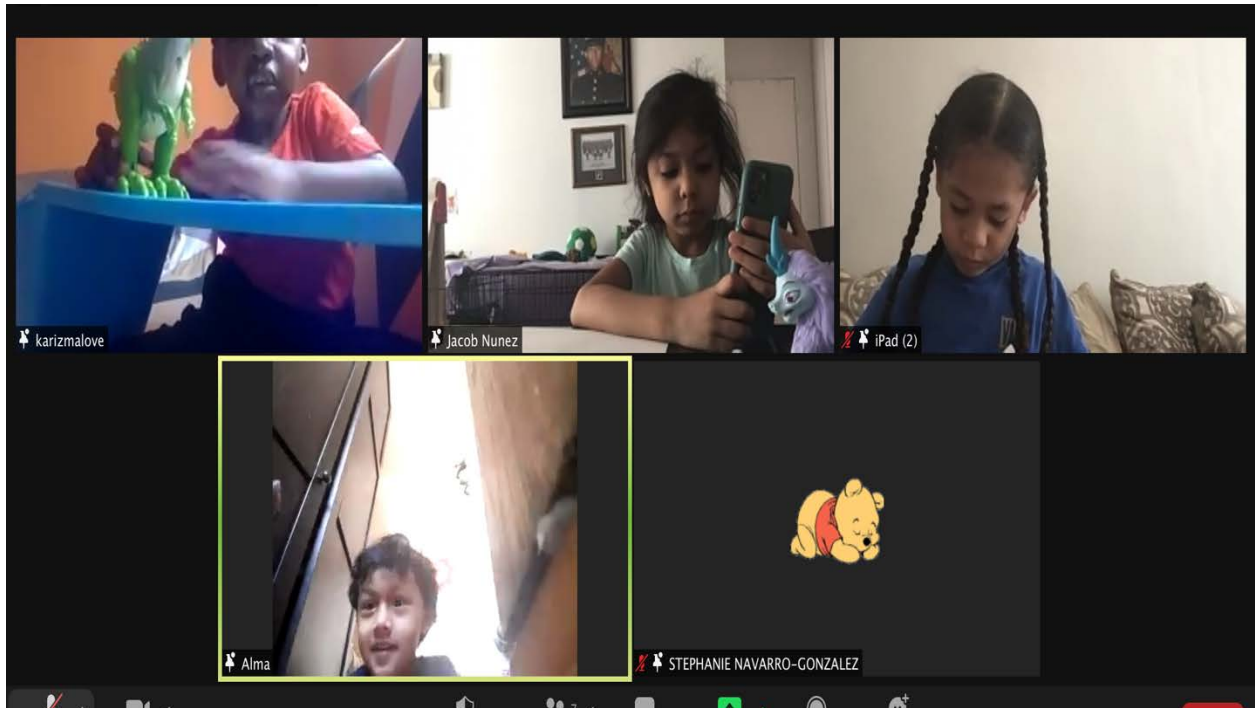 karizmalove
Jacob Nunez
iPad (2)
Alma
STEPHANIE NAVARRO-GONZALEZ